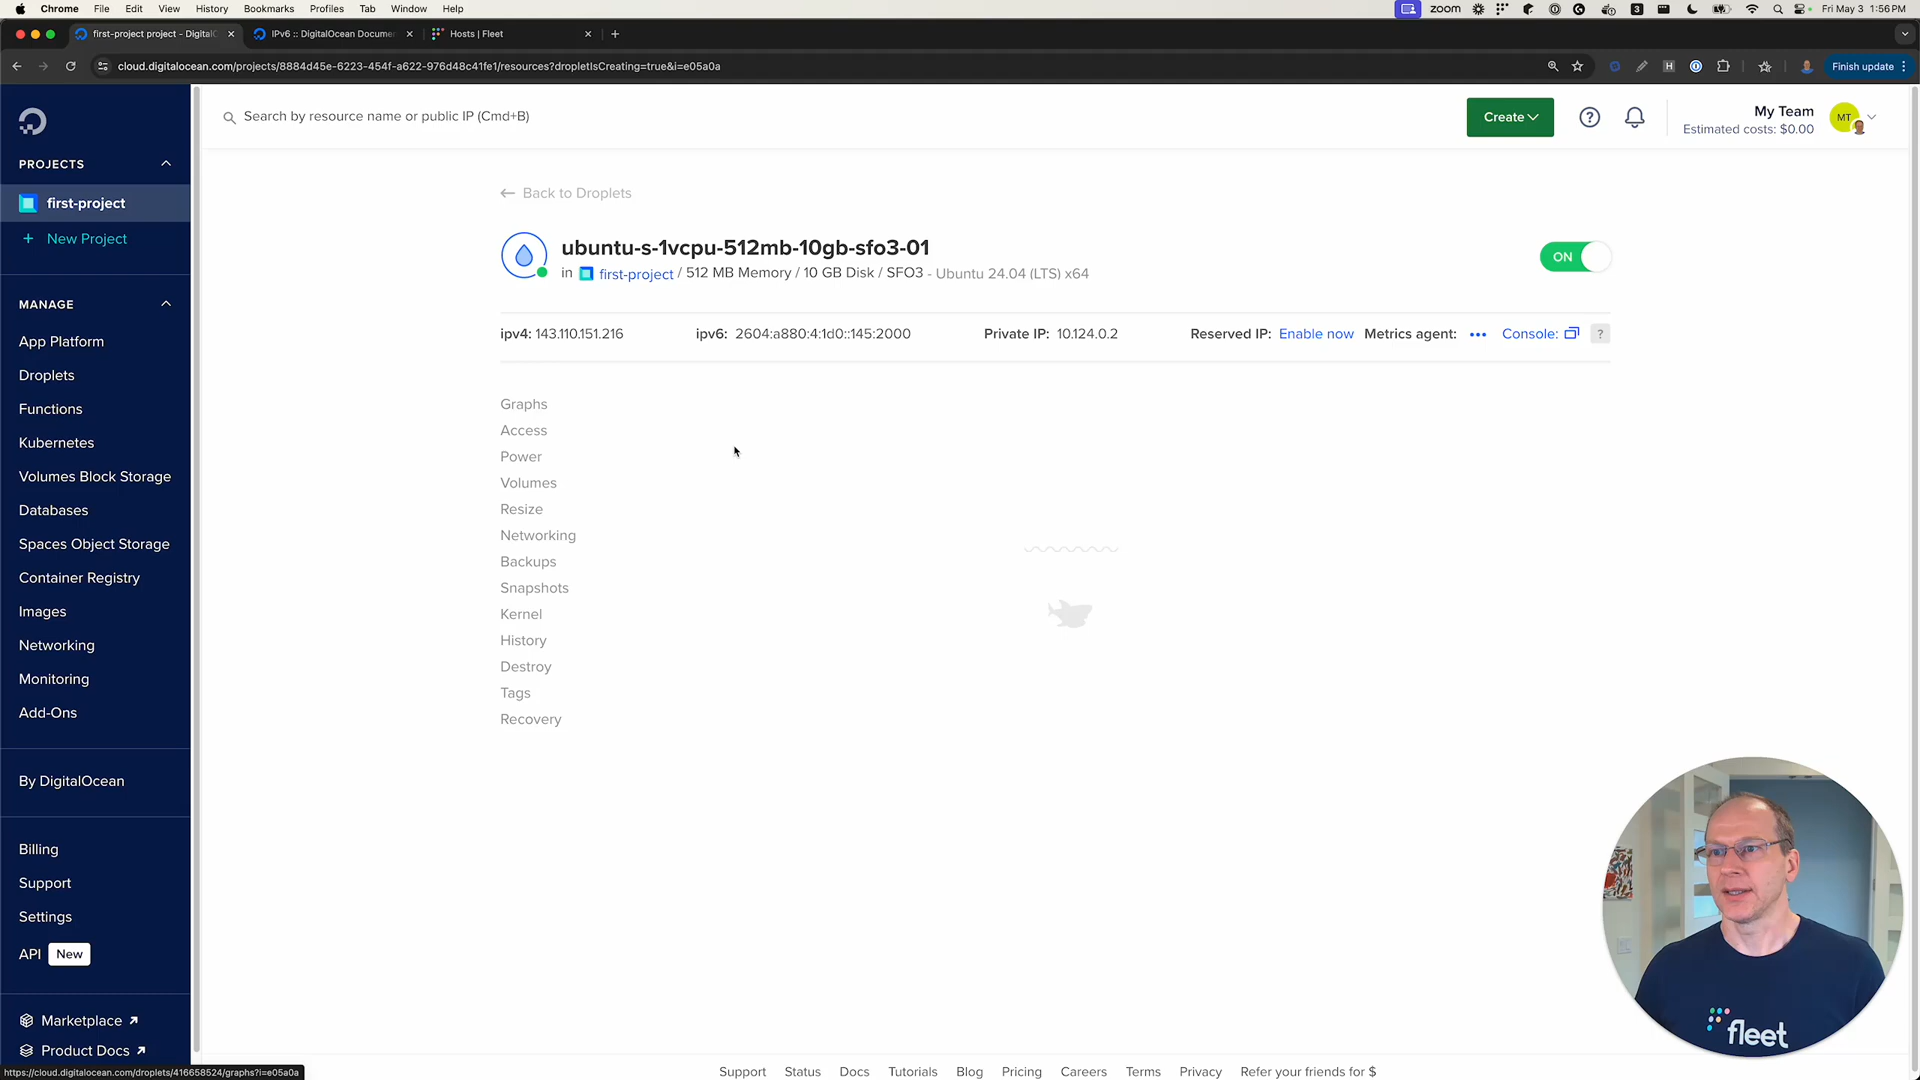 Chrome File Edit View History Bookmarks Profiles Tab Window Help
zoom 3 Fri May 3 1:56PM
first-project project - DigitalO
IPv6 :: DigitalOcean Docume
Hosts | Fleet
cloud.digitalocean.com/projects/8884d45e-6223-454f-a622-976d48c41fe1/resources?dropletIsCreating=true&i=e05a0a
Finish update
PROJECTS
first-project
+ New Project
MANAGE
App Platform
Droplets
Functions
Kubernetes
Volumes Block Storage
Databases
Spaces Object Storage
Container Registry
Images
Networking
Monitoring
Add-Ons
By DigitalOcean
Billing
Support
Settings
API New
Marketplace ↗
Product Docs ↗
https://cloud.digitalocean.com/droplets/416658524/graphs?i=e05a0a
Search by resource name or public IP (Cmd+B)
Create
?
My Team
Estimated costs: $0.00
MT
← Back to Droplets
ubuntu-s-1vcpu-512mb-10gb-sfo3-01
in first-project / 512 MB Memory / 10 GB Disk / SFO3 - Ubuntu 24.04 (LTS) x64
ON
ipv4: 143.110.151.216 ipv6: 2604:a880:4:1d0::145:2000 Private IP: 10.124.0.2 Reserved IP: Enable now Metrics agent: ••• Console: ?
Graphs
Access
Power
Volumes
Resize
Networking
Backups
Snapshots
Kernel
History
Destroy
Tags
Recovery
fleet
Support Status Docs Tutorials Blog Pricing Careers Terms Privacy Refer your friends for $